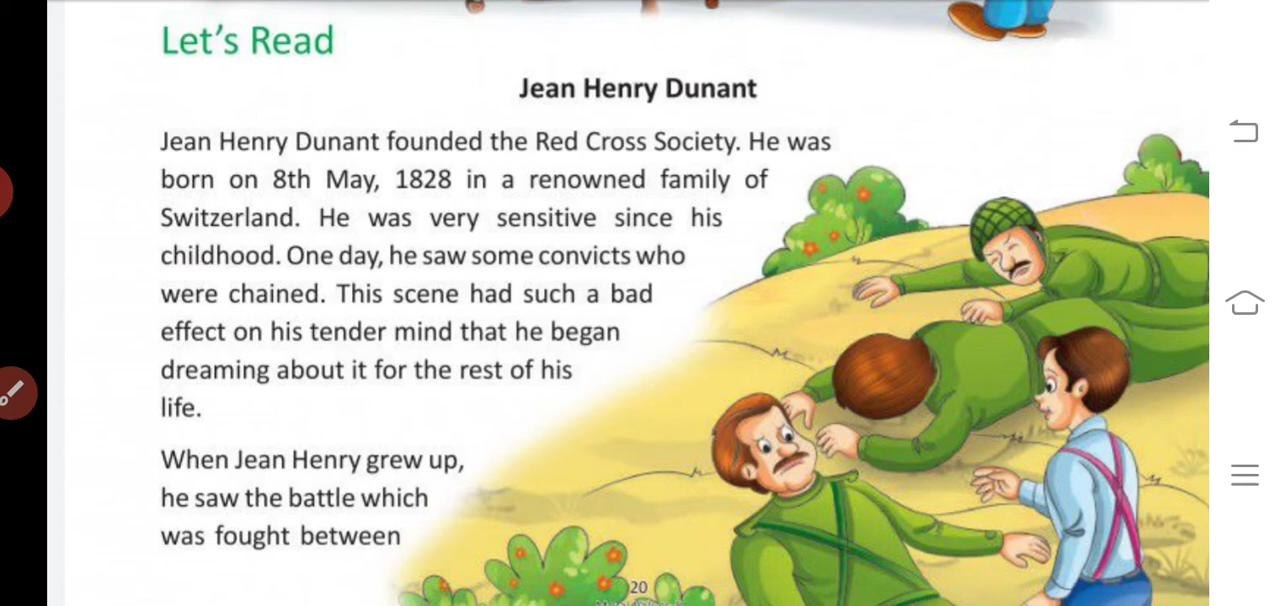 Let's Read
Jean Henry Dunant
Jean Henry Dunant founded the Red Cross Society. He was
born on 8th May, 1828 in a renowned family of
Switzerland. He was very sensitive since his
childhood. One day, he saw some convicts who
were chained. This scene had such a bad
effect on his tender mind that he began
dreaming about it for the rest of his
life.
When Jean Henry grew up,
he saw the battle which
was fought between
20